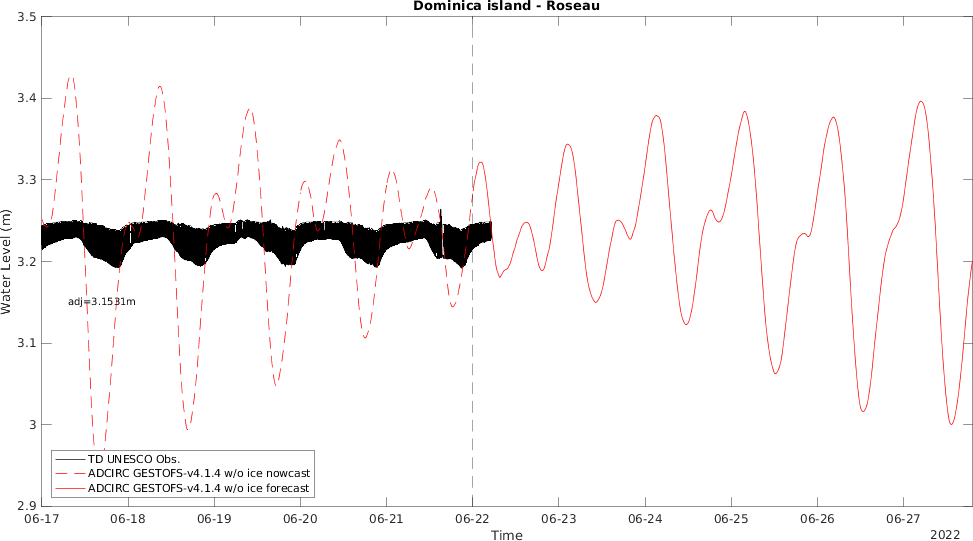 Dominica island - Roseau
3.5
3.4
3.3
3.2
3.1
3
2.9
Water Level (m)
adj=3.1531m
TD UNESCO Obs.
ADCIRC GESTOFS-v4.1.4 w/o ice nowcast
ADCIRC GESTOFS-v4.1.4 w/o ice forecast
06-17 06-18 06-19 06-20 06-21 06-22 06-23 06-24 06-25 06-26 06-27
Time
2022